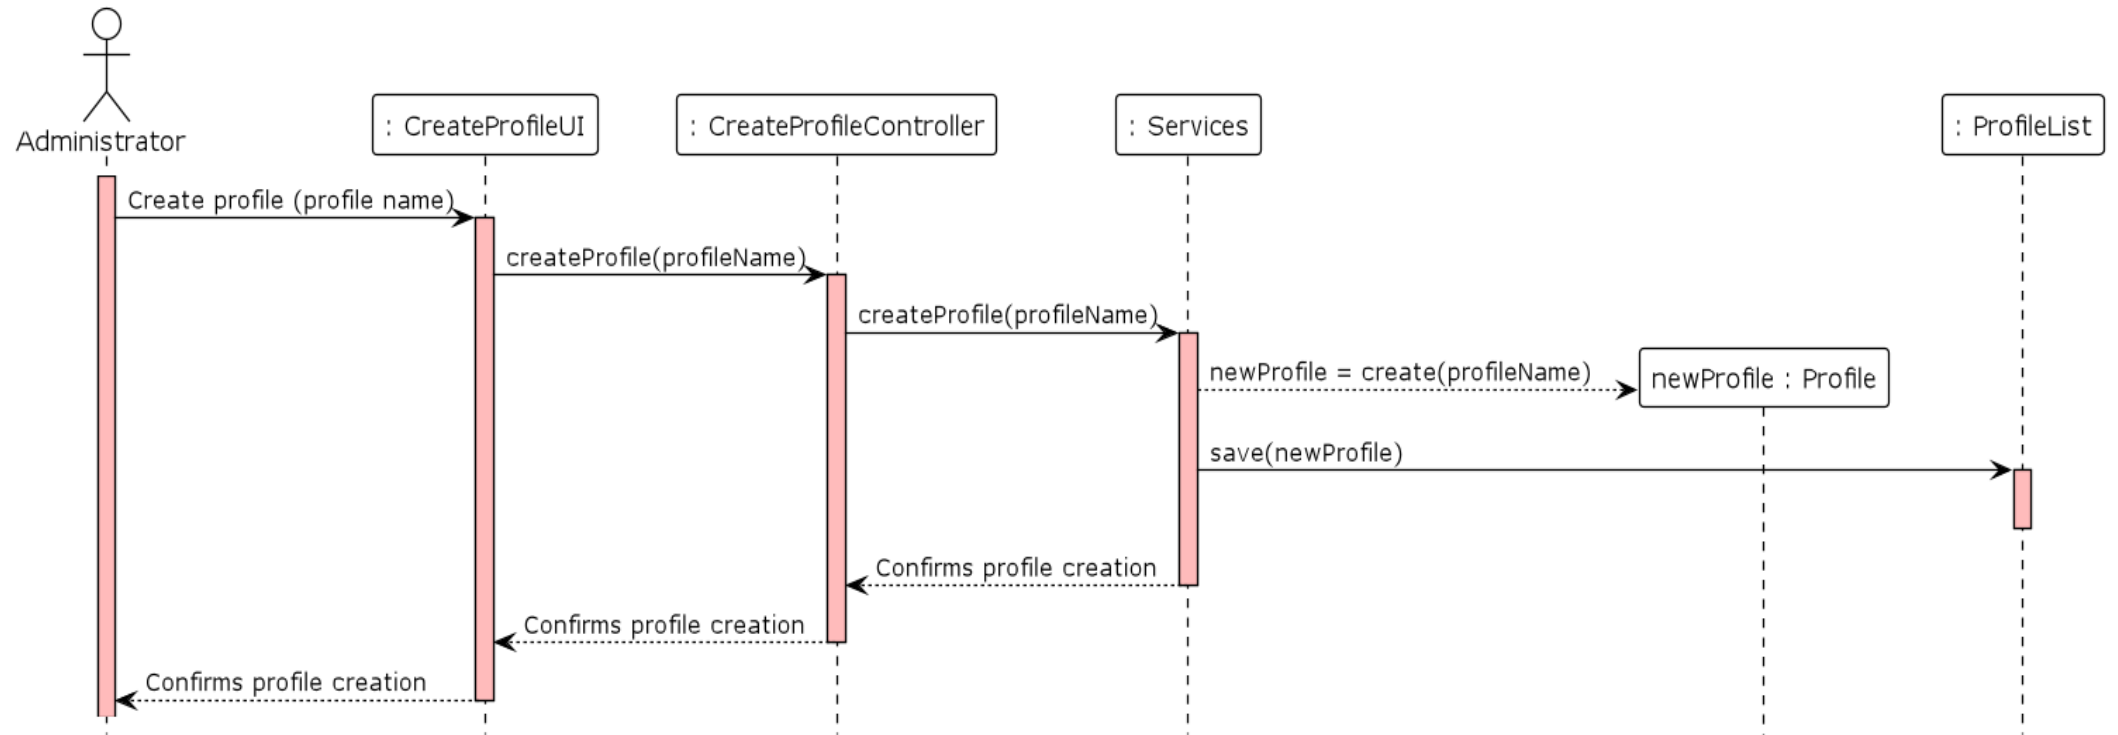 Administrator
: CreateProfileUI
: CreateProfileController
: Services
: ProfileList
Create profile (profile name)
createProfile(profileName)
createProfile(profileName)
newProfile = create(profileName)
newProfile : Profile
save(newProfile)
Confirms profile creation
Confirms profile creation
Confirms profile creation